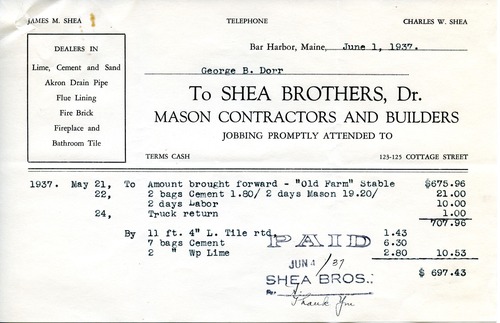 JAMES M. SHEA TELEPHONE CHARLES W. SHEA
DEALERS IN
Lime, Cement and Sand
Akron Drain Pipe
Flue Lining
Fire Brick
Fireplace and
Bathroom Tile
Bar Harbor, Maine, June 1, 1937.
George B. Dorr
To SHEA BROTHERS, Dr.
MASON CONTRACTORS AND BUILDERS
JOBBING PROMPTLY ATTENDED TO
TERMS CASH 123-125 COTTAGE STREET
1937. May 21, To Amount brought forward - "Old Farm" Stable $675.96
22, 2 bags Cement 1.80/ 2 days Mason 19.20/ 21.00
2 days Labor 10.00
24, Truck return 1.00
707.96
By 11 ft. 4" L. Tile rtd. 1.43
7 bags Cement 6.30
2 " Wp Lime 2.80 10.53
$ 697.43
PAID
JUN 4 / 37
SHEA BROS.
Thank You